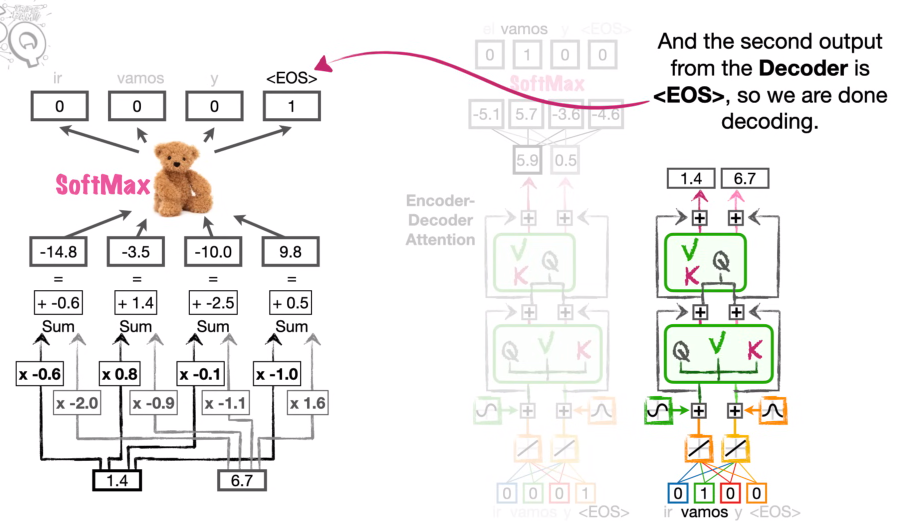 And the second output
from the Decoder is
<EOS>, so we are done
decoding.
ir vamos y <EOS>
0 0 0 1
SoftMax
-14.8 -3.5 -10.0 9.8
= = = =
+ -0.6 + 1.4 + -2.5 + 0.5
Sum Sum Sum Sum
x -0.6 x 0.8 x -0.1 x -1.0
x -2.0 x -0.9 x -1.1 x 1.6
1.4 6.7
el vamos y <EOS>
0 1 0 0
SoftMax
-5.1 5.7 -3.6 -4.6
5.9 0.5
Encoder-
Decoder
Attention
V
K Q
Q V K
0 0 0 1
ir vamos y <EOS>
1.4 6.7
V
K Q
Q V K
0 1 0 0
ir vamos y <EOS>